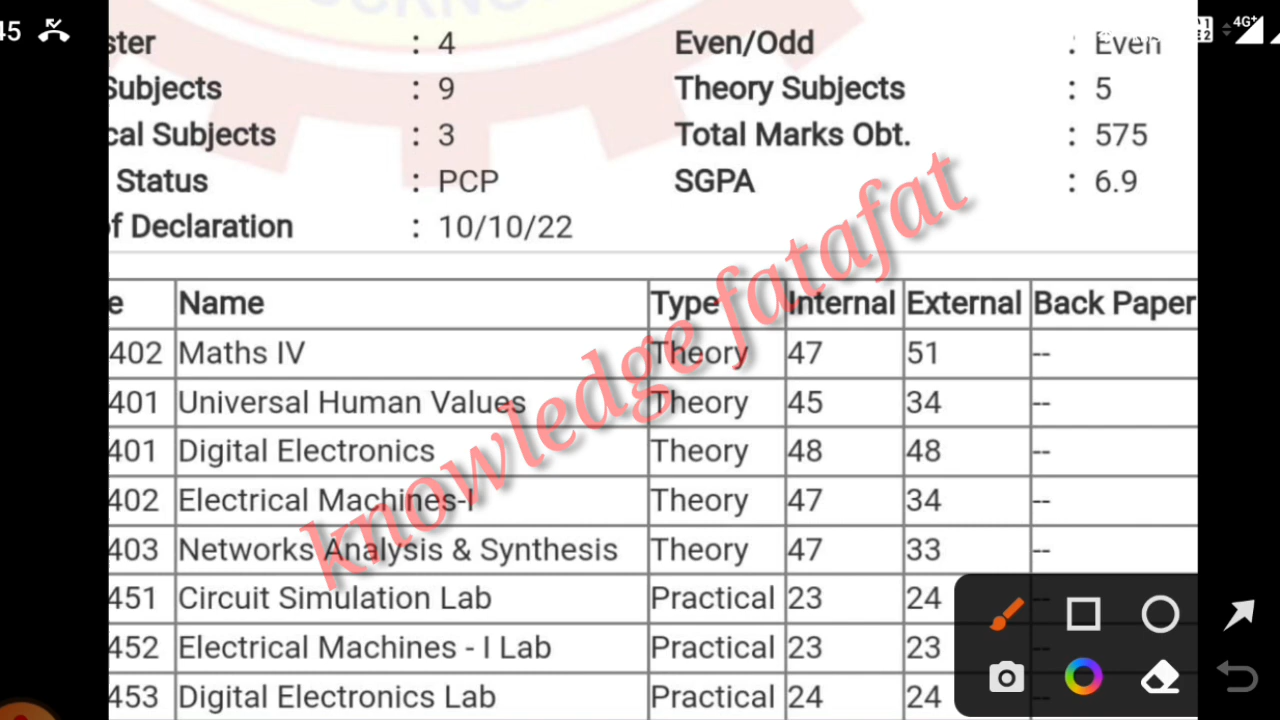 45
4G+
ster : 4 Even/Odd : Even
Subjects : 9 Theory Subjects : 5
cal Subjects : 3 Total Marks Obt. : 575
Status : PCP SGPA : 6.9
of Declaration : 10/10/22
e Name Type Internal External Back Paper
402 Maths IV Theory 47 51 --
401 Universal Human Values Theory 45 34 --
401 Digital Electronics Theory 48 48 --
402 Electrical Machines-I Theory 47 34 --
403 Networks Analysis & Synthesis Theory 47 33 --
451 Circuit Simulation Lab Practical 23 24 --
452 Electrical Machines - I Lab Practical 23 23 --
453 Digital Electronics Lab Practical 24 24 --
knowledge fatafat